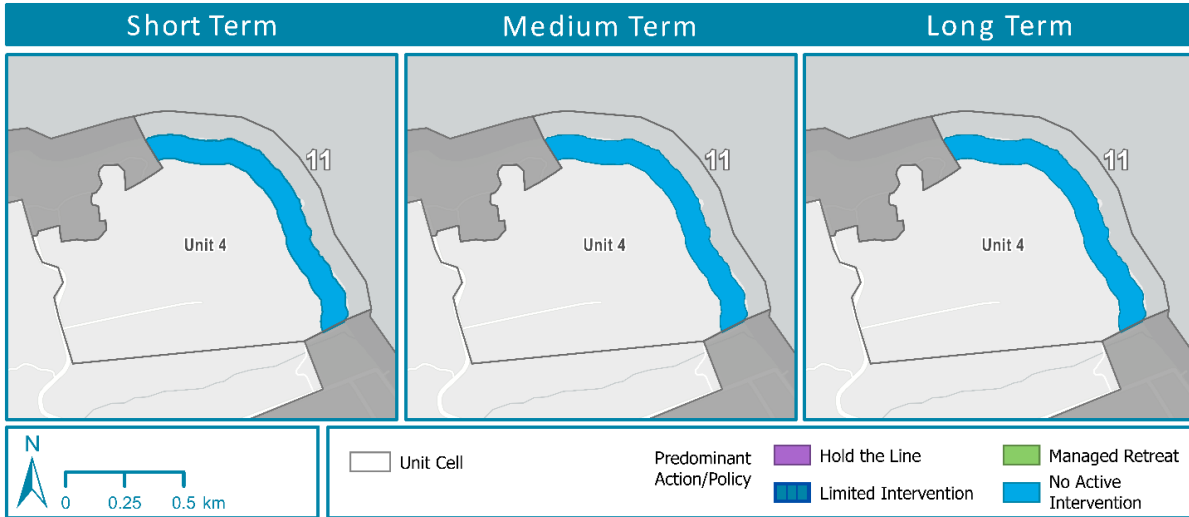 Short Term
Medium Term
Long Term
11
Unit 4
11
Unit 4
11
Unit 4
N
0 0.25 0.5 km
Unit Cell
Predominant
Action/Policy
Hold the Line
Limited Intervention
Managed Retreat
No Active
Intervention